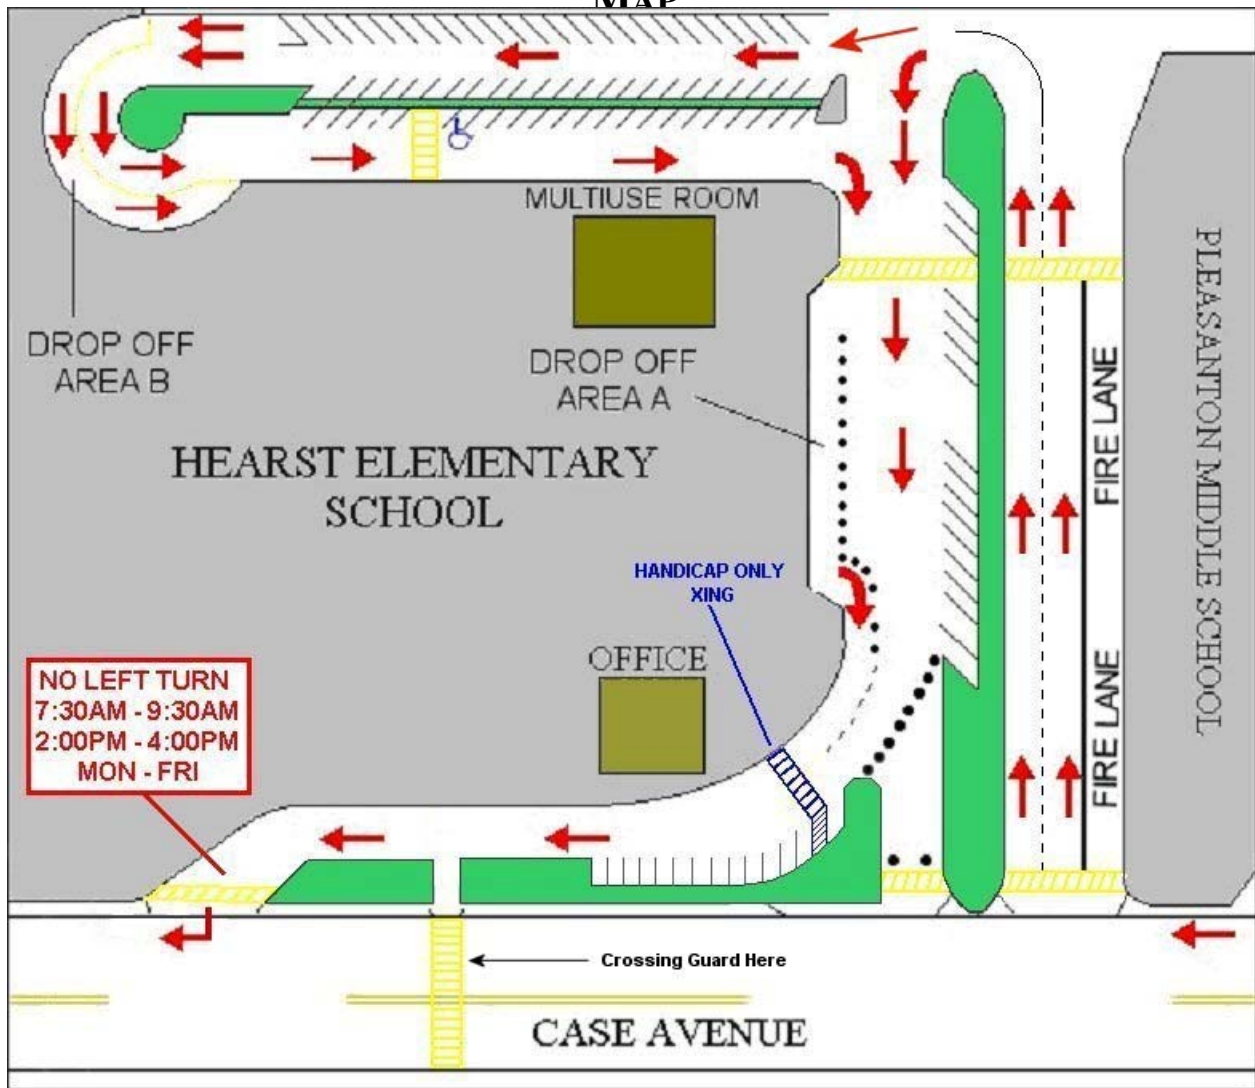 MAP
MULTIUSE ROOM
DROP OFF
AREA B
DROP OFF
AREA A
HEARST ELEMENTARY
SCHOOL
PLEASANTON MIDDLE SCHOOL
FIRE LANE
FIRE LANE
HANDICAP ONLY
XING
OFFICE
NO LEFT TURN
7:30AM - 9:30AM
2:00PM - 4:00PM
MON - FRI
Crossing Guard Here
CASE AVENUE